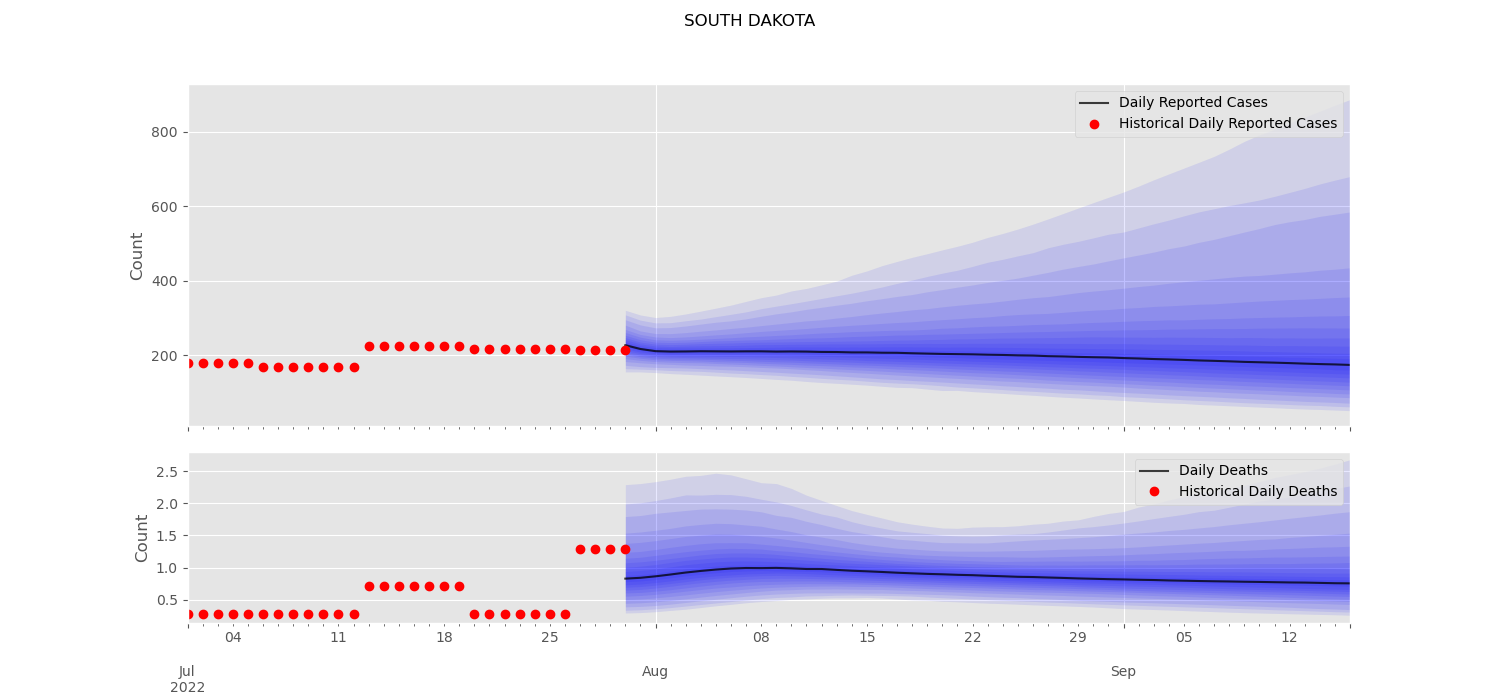 SOUTH DAKOTA
Daily Reported Cases
Historical Daily Reported Cases
Count
800
600
400
200
Daily Deaths
Historical Daily Deaths
Count
2.5
2.0
1.5
1.0
0.5
04 11 18 25 08 15 22 29 05 12
Jul Aug Sep
2022